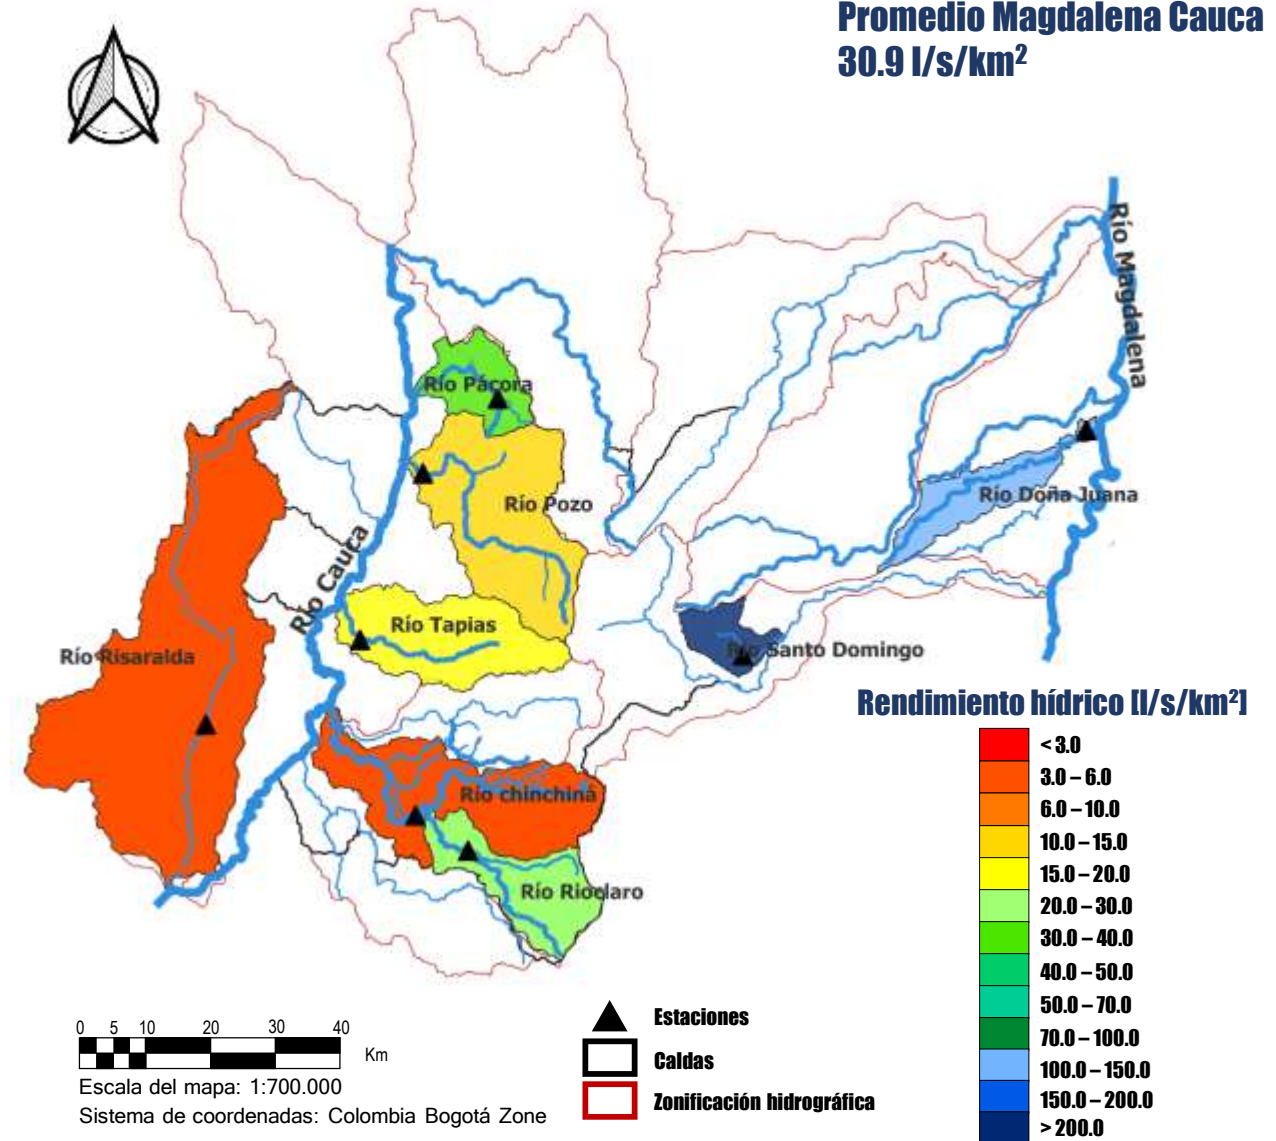 Promedio Magdalena Cauca
30.9 l/s/km²
Río Magdalena
Río Pácora
Río Pozo
Río Doña Juana
Río Cauca
Río Tapias
Río Risaralda
Río Santo Domingo
Río chinchiná
Río Rioclaro
Rendimiento hídrico [l/s/km²]
< 3.0
3.0 – 6.0
6.0 – 10.0
10.0 – 15.0
15.0 – 20.0
20.0 – 30.0
30.0 – 40.0
40.0 – 50.0
50.0 – 70.0
70.0 – 100.0
100.0 – 150.0
150.0 – 200.0
> 200.0
0 5 10 20 30 40
Km
Escala del mapa: 1:700.000
Sistema de coordenadas: Colombia Bogotá Zone
Estaciones
Caldas
Zonificación hidrográfica